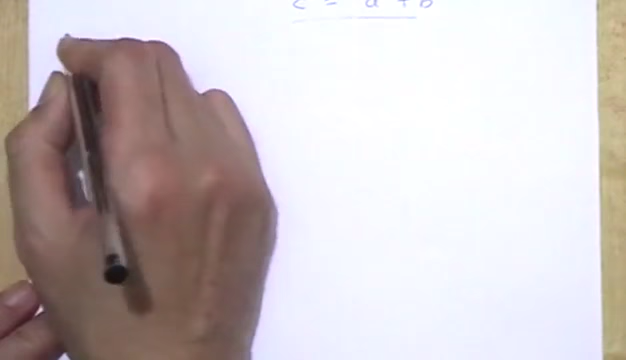 c = a + b